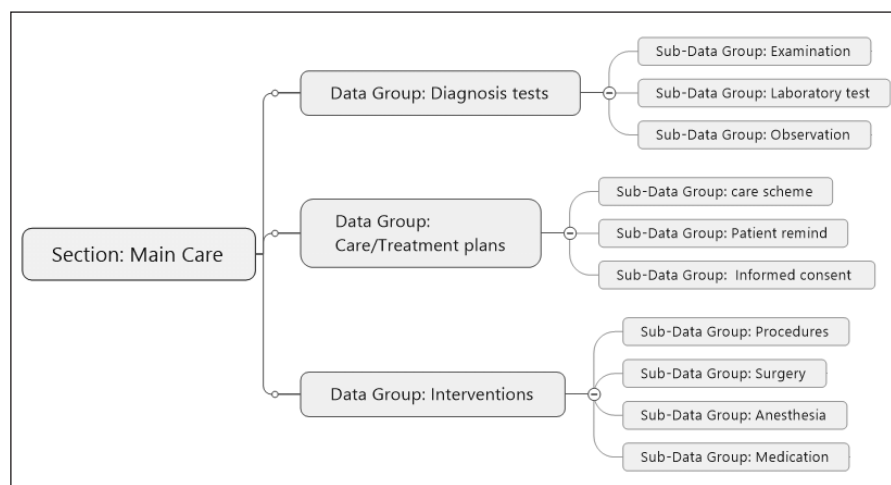 Section: Main Care
Data Group: Diagnosis tests
Sub-Data Group: Examination
Sub-Data Group: Laboratory test
Sub-Data Group: Observation
Data Group:
Care/Treatment plans
Sub-Data Group: care scheme
Sub-Data Group: Patient remind
Sub-Data Group: Informed consent
Data Group: Interventions
Sub-Data Group: Procedures
Sub-Data Group: Surgery
Sub-Data Group: Anesthesia
Sub-Data Group: Medication